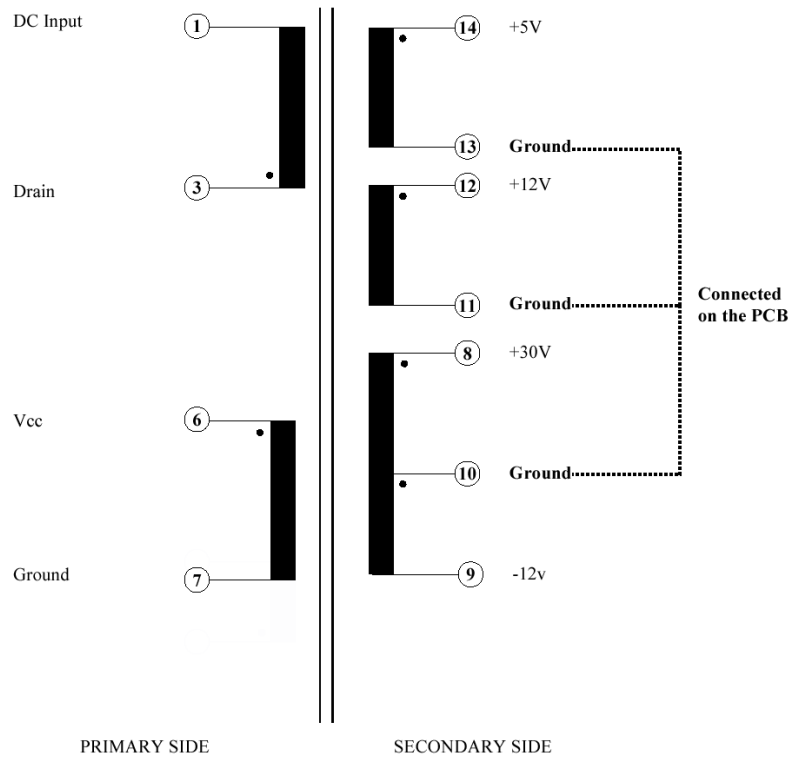 DC Input
1
Drain
3
Vcc
6
Ground
7
14
+5V
13
Ground
12
+12V
11
Ground
8
+30V
10
Ground
9
-12v
Connected
on the PCB
PRIMARY SIDE
SECONDARY SIDE